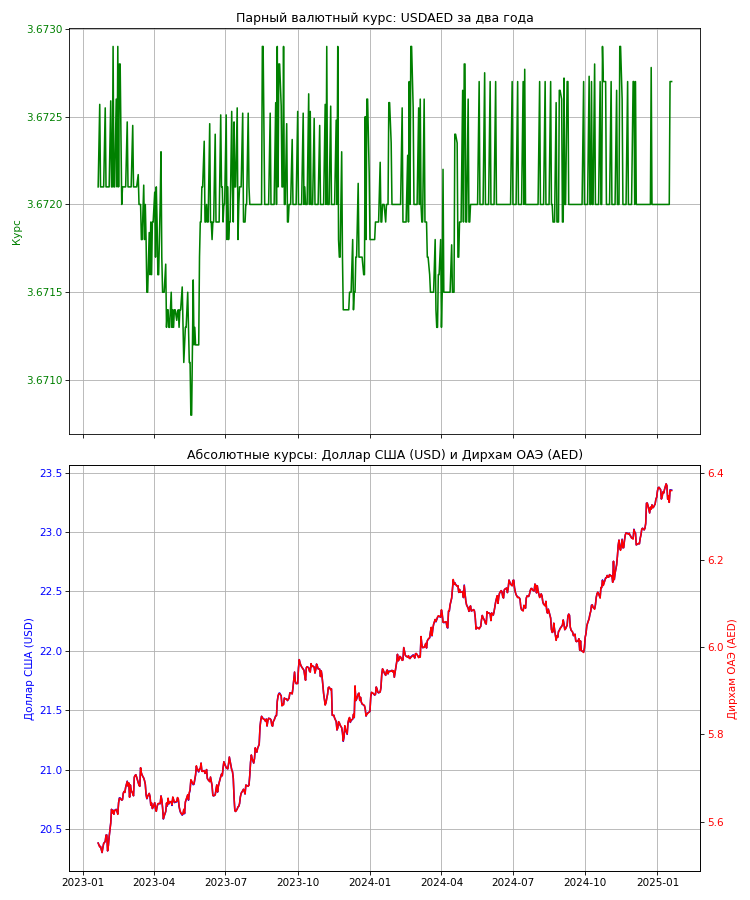 Парный валютный курс: USDAED за два года
3.6730
3.6725
3.6720
3.6715
3.6710
Курс
Абсолютные курсы: Доллар США (USD) и Дирхам ОАЭ (AED)
23.5
23.0
22.5
22.0
21.5
21.0
20.5
Доллар США (USD)
6.4
6.2
6.0
5.8
5.6
Дирхам ОАЭ (AED)
2023-01 2023-04 2023-07 2023-10 2024-01 2024-04 2024-07 2024-10 2025-01